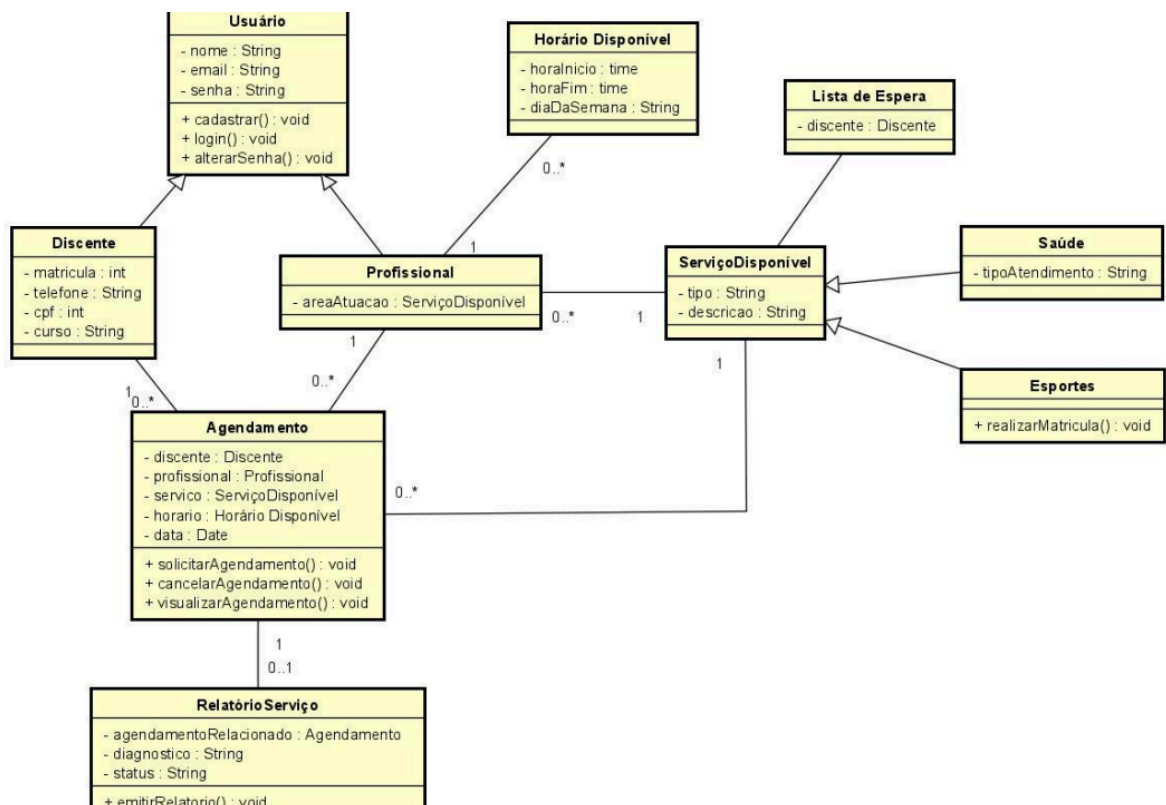 Usuário
- nome : String
- email : String
- senha : String
+ cadastrar() : void
+ login() : void
+ alterarSenha() : void
Horário Disponível
- horaInicio : time
- horaFim : time
- diaDaSemana : String
Lista de Espera
- discente : Discente
0..*
1
Discente
- matricula : int
- telefone : String
- cpf : int
- curso : String
Profissional
- areaAtuacao : ServiçoDisponível
ServiçoDisponível
- tipo : String
- descricao : String
Saúde
- tipoAtendimento : String
0..*
1
1
0..*
1
0..*
1
Esportes
+ realizarMatricula() : void
Agendamento
- discente : Discente
- profissional : Profissional
- servico : ServiçoDisponível
- horario : Horário Disponível
- data : Date
+ solicitarAgendamento() : void
+ cancelarAgendamento() : void
+ visualizarAgendamento() : void
0..*
1
0..1
RelatórioServiço
- agendamentoRelacionado : Agendamento
- diagnostico : String
- status : String
+ emitirRelatorio() : void